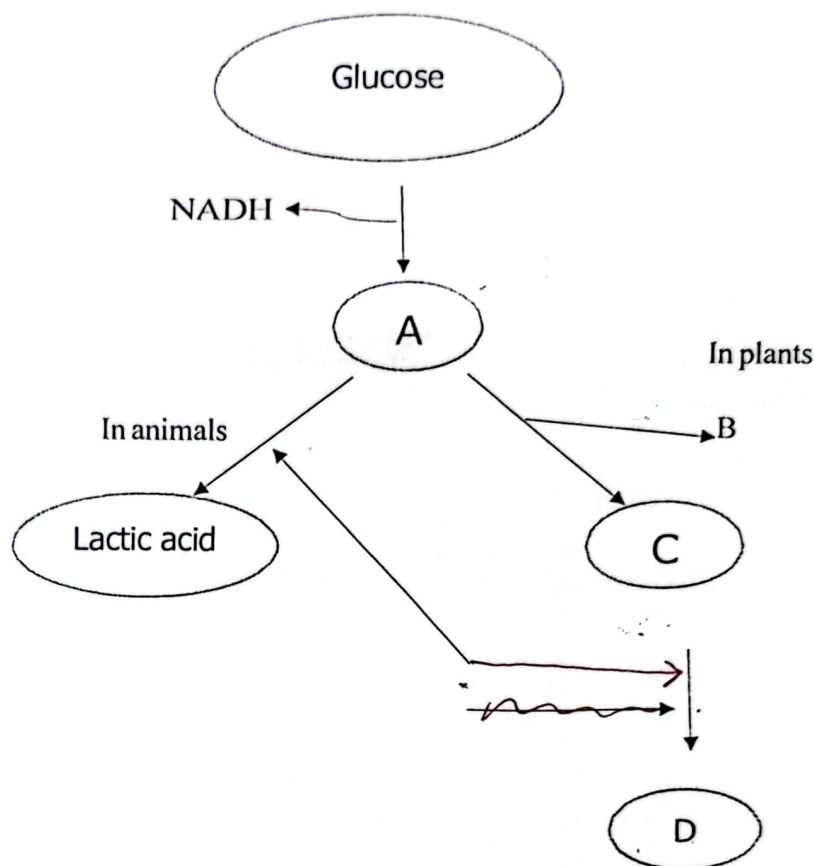 Glucose
NADH
A
In plants
In animals
B
Lactic acid
C
D